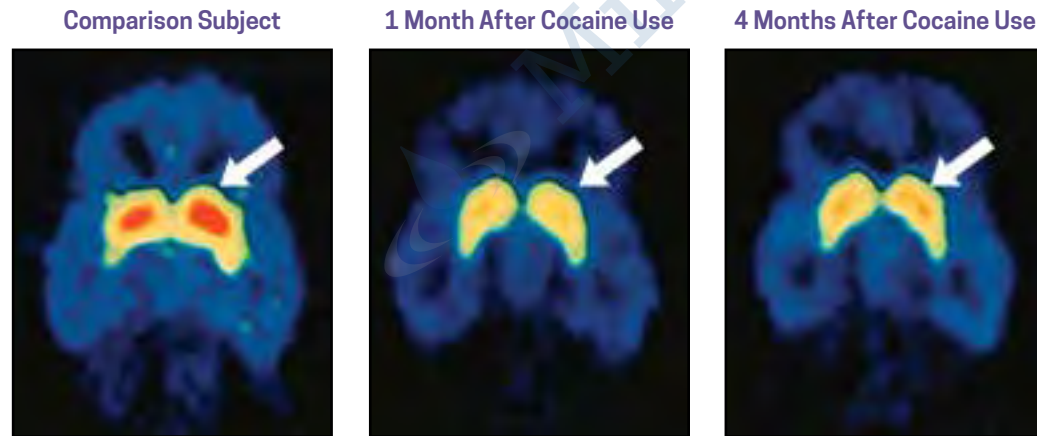 Comparison Subject
1 Month After Cocaine Use
4 Months After Cocaine Use